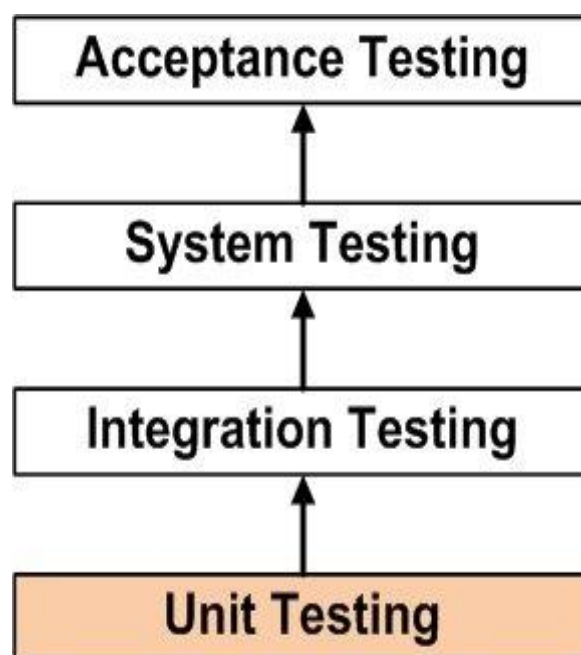 Acceptance Testing
System Testing
Integration Testing
Unit Testing